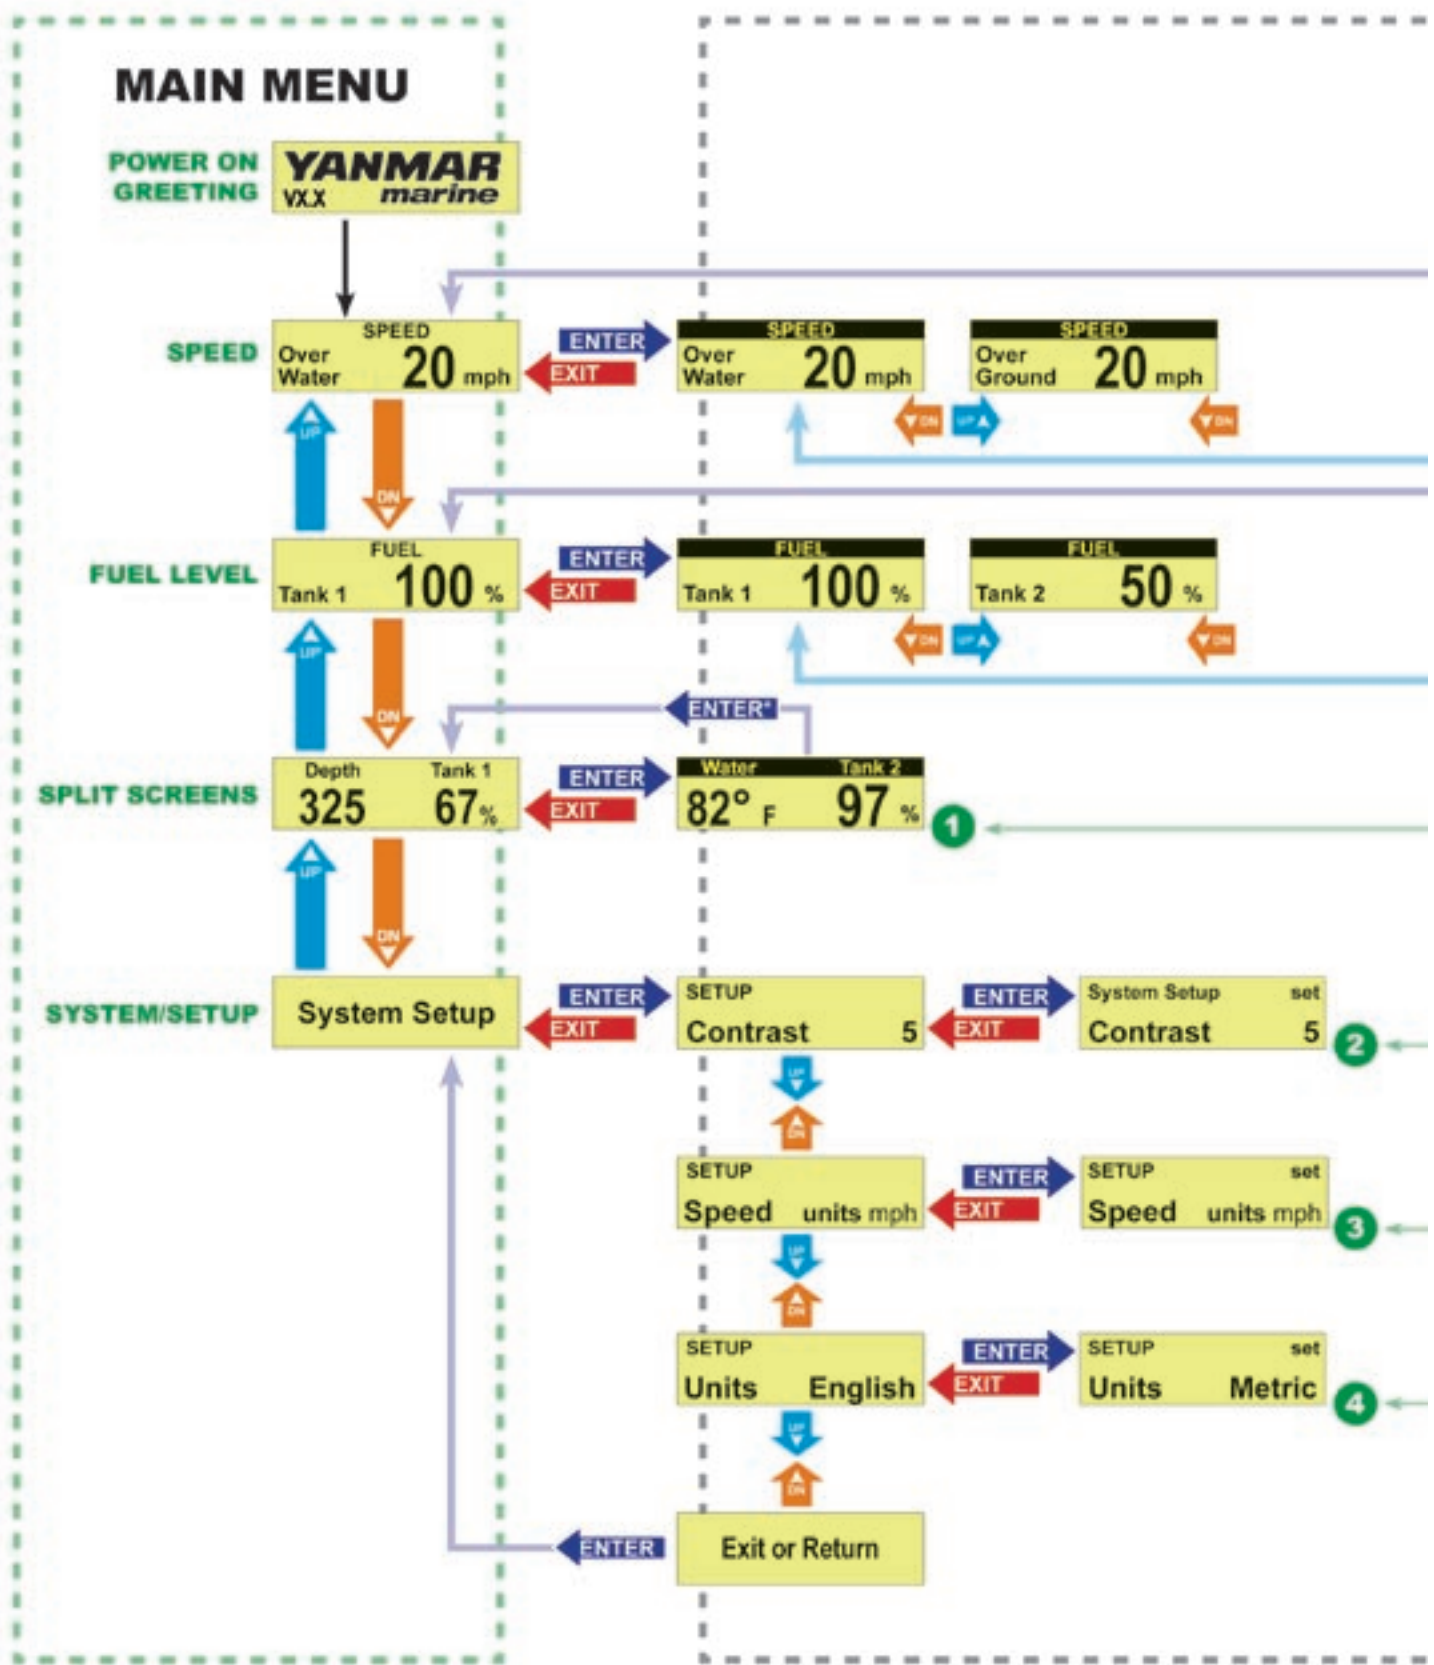 MAIN MENU
POWER ON
GREETING
YANMAR
VX.X marine
SPEED
SPEED
Over
Water 20 mph
ENTER
EXIT
SPEED
Over
Water 20 mph
SPEED
Over
Ground 20 mph
DN UP DN
UP DN
FUEL LEVEL
FUEL
Tank 1 100 %
ENTER
EXIT
FUEL
Tank 1 100 %
FUEL
Tank 2 50 %
DN UP DN
UP DN
ENTER*
SPLIT SCREENS
Depth Tank 1
325 67%
ENTER
EXIT
Water Tank 2
82° F 97 %
1
UP DN
SYSTEM/SETUP
System Setup
ENTER
EXIT
SETUP
Contrast 5
ENTER
EXIT
System Setup set
Contrast 5
2
UP
DN
SETUP
Speed units mph
ENTER
EXIT
SETUP set
Speed units mph
3
UP
DN
SETUP
Units English
ENTER
EXIT
SETUP set
Units Metric
4
UP
DN
ENTER
Exit or Return